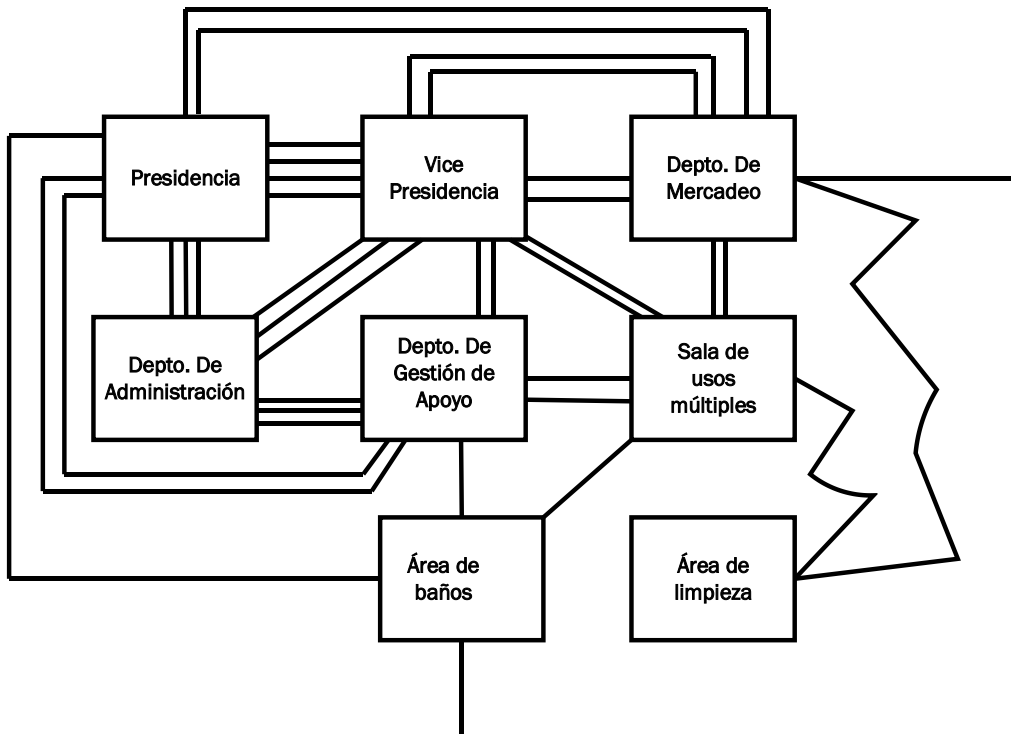 Presidencia
Vice
Presidencia
Depto. De
Mercadeo
Depto. De
Administración
Depto. De
Gestión de
Apoyo
Sala de
usos
múltiples
Área de
baños
Área de
limpieza